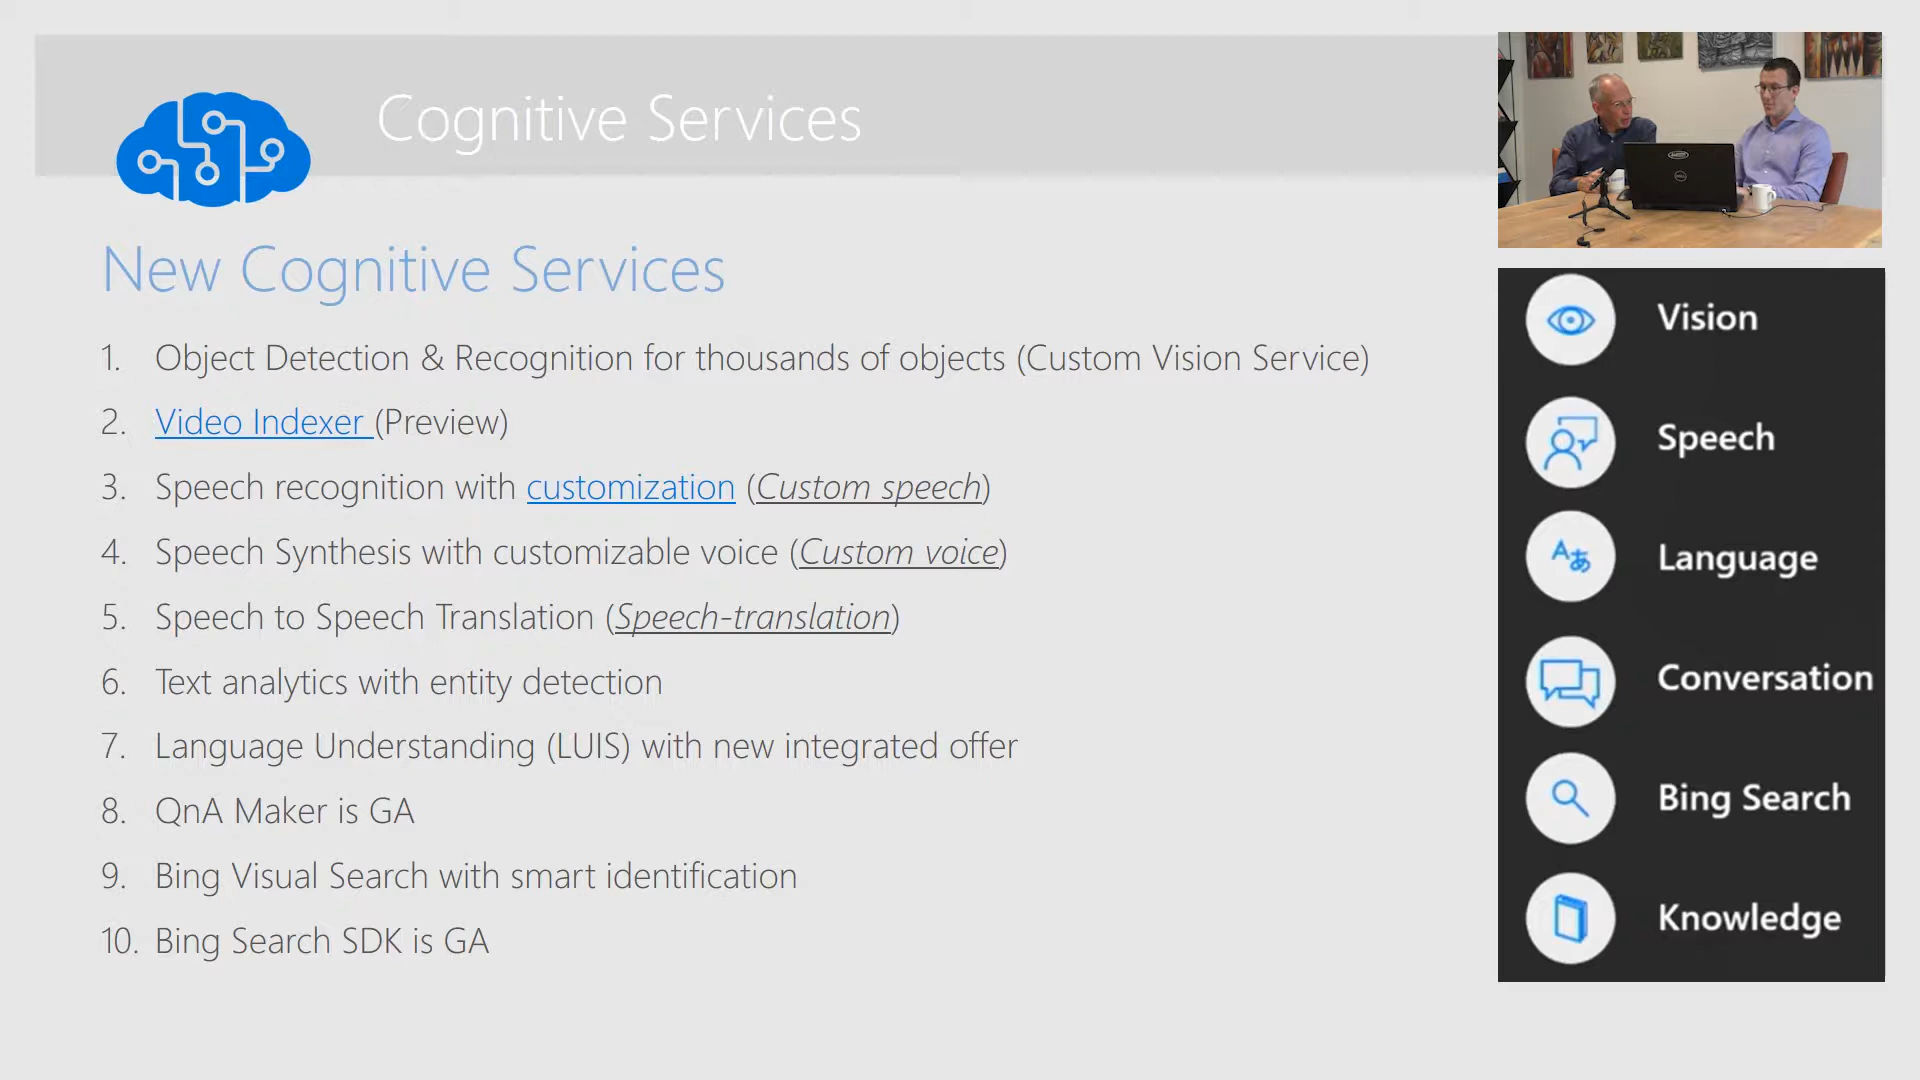 Cognitive Services
New Cognitive Services
1. Object Detection & Recognition for thousands of objects (Custom Vision Service)
2. Video Indexer (Preview)
3. Speech recognition with customization (Custom speech)
4. Speech Synthesis with customizable voice (Custom voice)
5. Speech to Speech Translation (Speech-translation)
6. Text analytics with entity detection
7. Language Understanding (LUIS) with new integrated offer
8. QnA Maker is GA
9. Bing Visual Search with smart identification
10. Bing Search SDK is GA
Vision
Speech
Aあ Language
Conversation
Bing Search
Knowledge